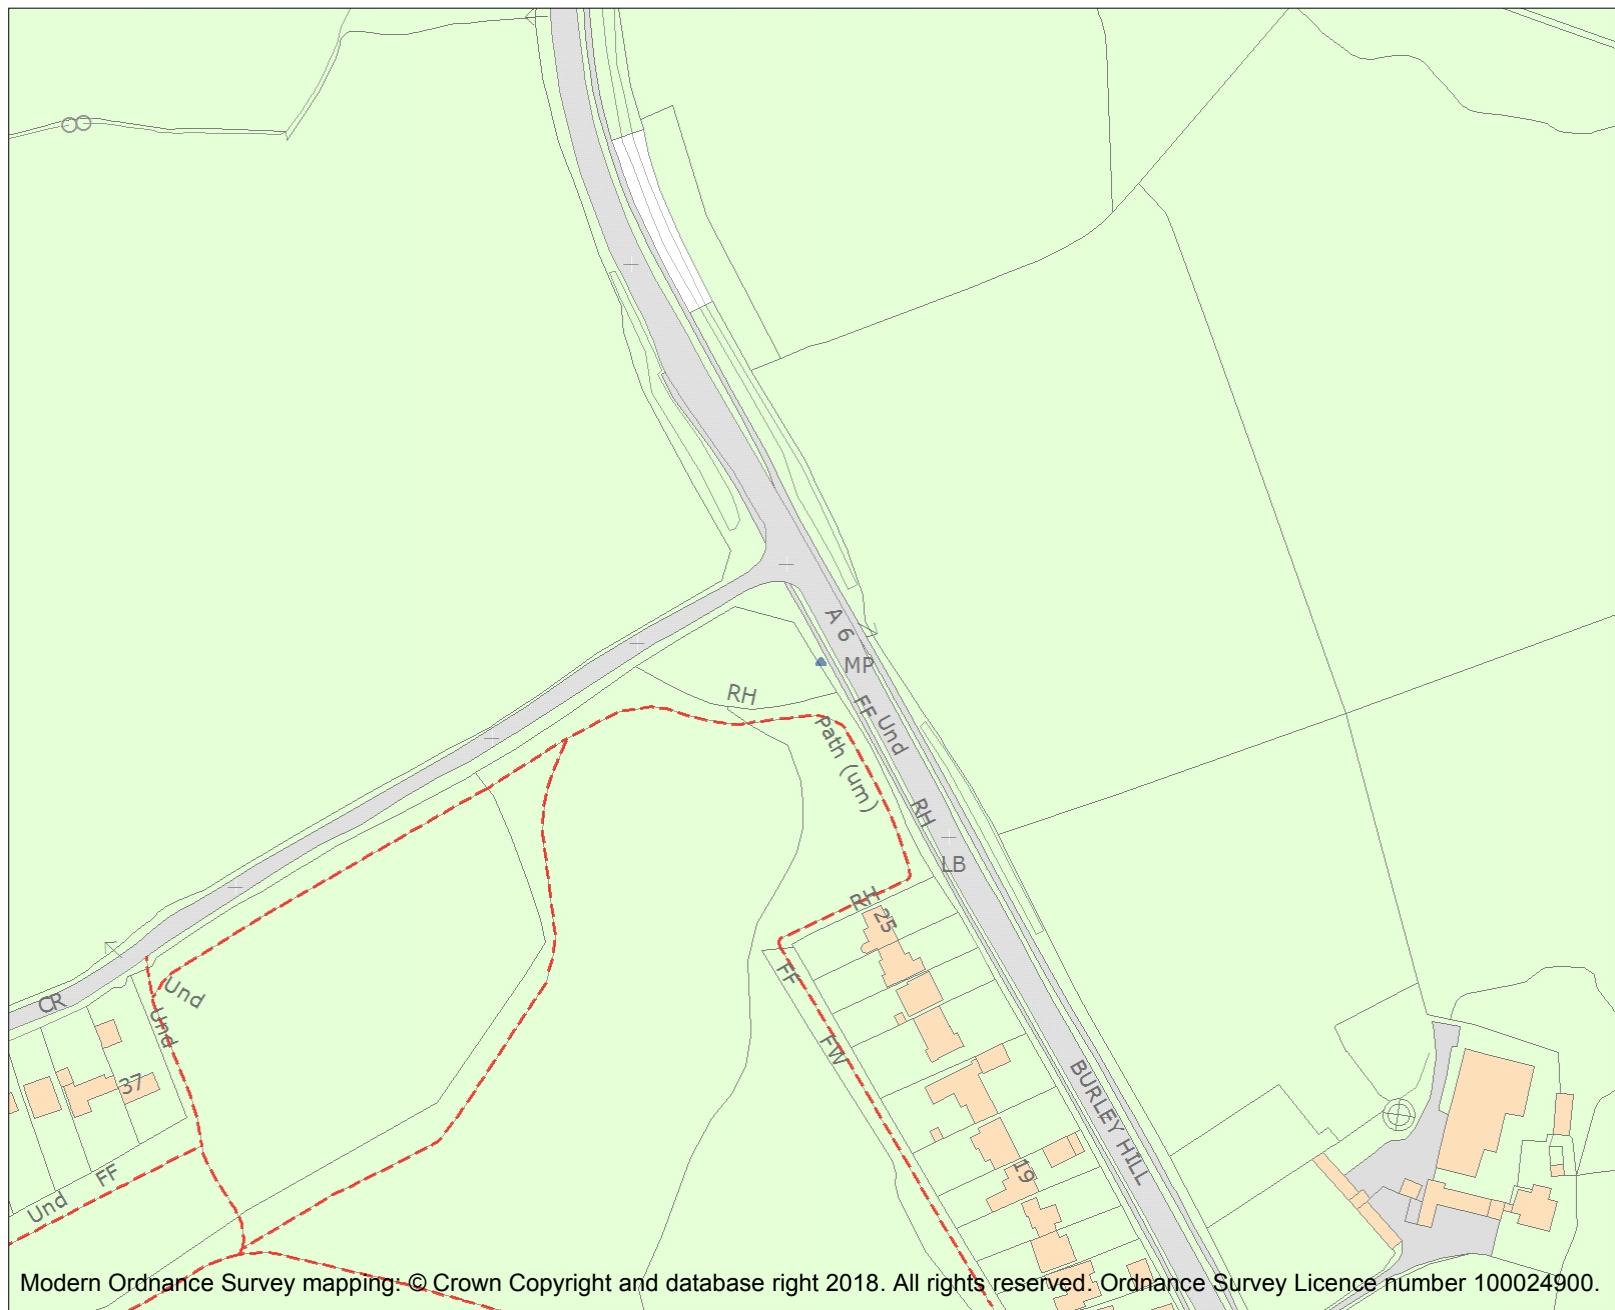 A 6
MP
RH
FF
Und
Path (um)
RH
LB
RH
25
FF
Und
CR
Und
FW
37
BURLEY HILL
19
FF
Und
Modern Ordnance Survey mapping: © Crown Copyright and database right 2018. All rights reserved. Ordnance Survey Licence number 100024900.